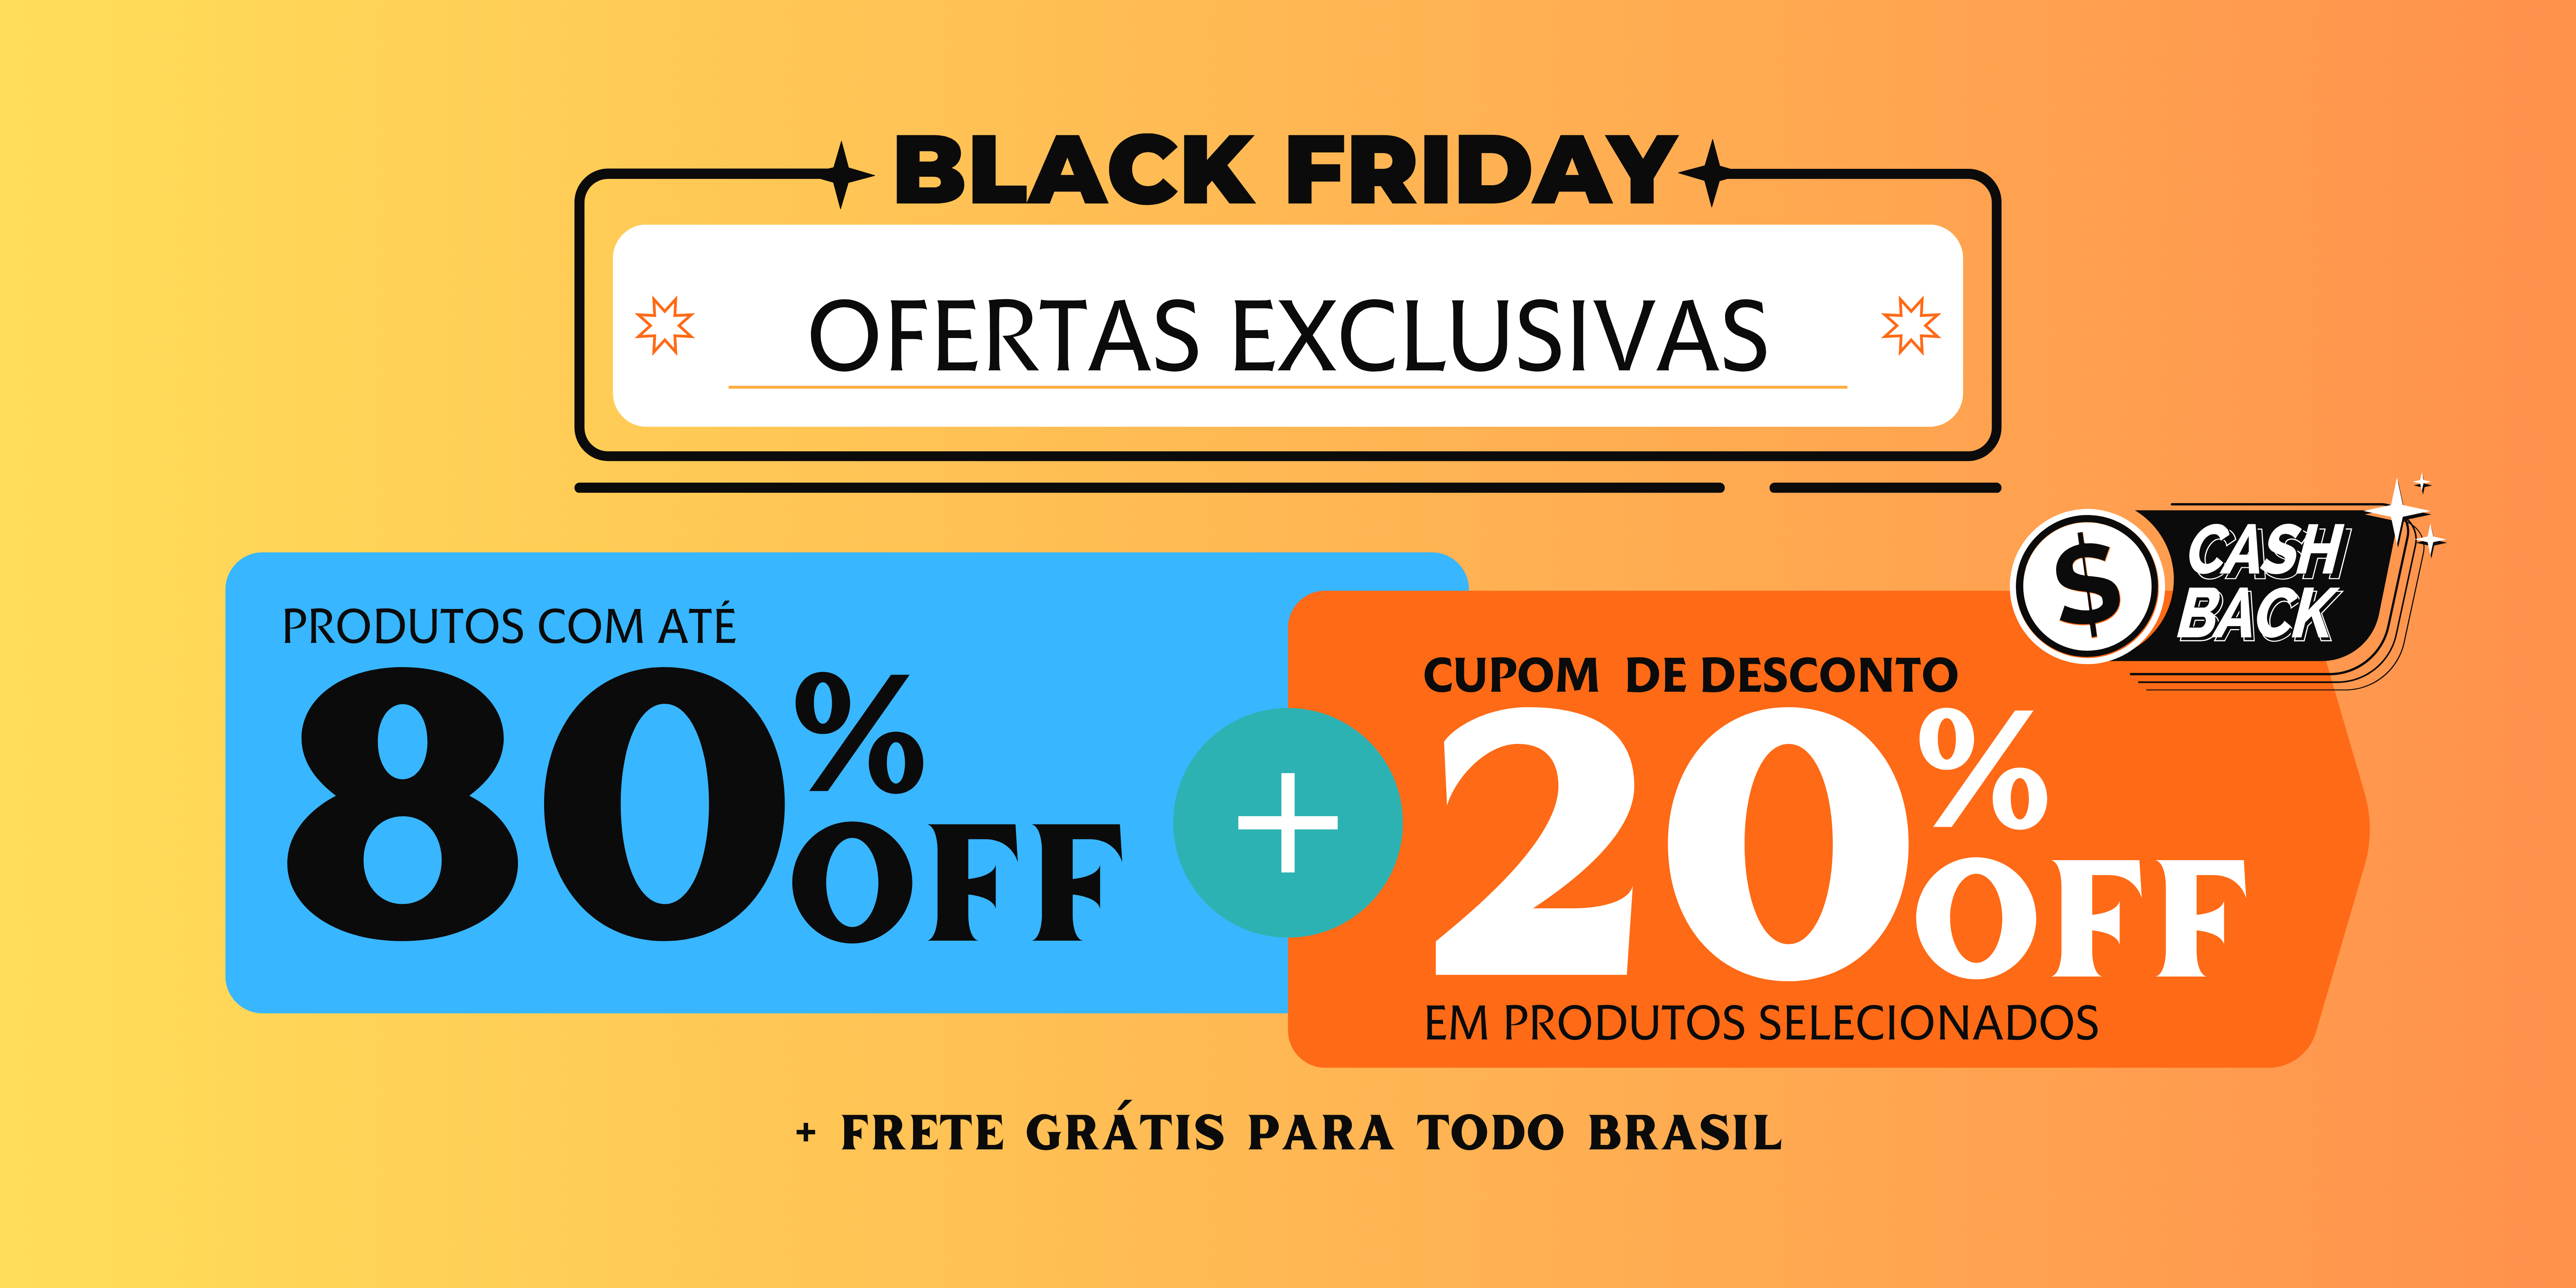 BLACK FRIDAY
OFERTAS EXCLUSIVAS
PRODUTOS COM ATÉ
80%
OFF
+
$
CASH
BACK
CUPOM DE DESCONTO
20%
OFF
EM PRODUTOS SELECIONADOS
+ FRETE GRÁTIS PARA TODO BRASIL